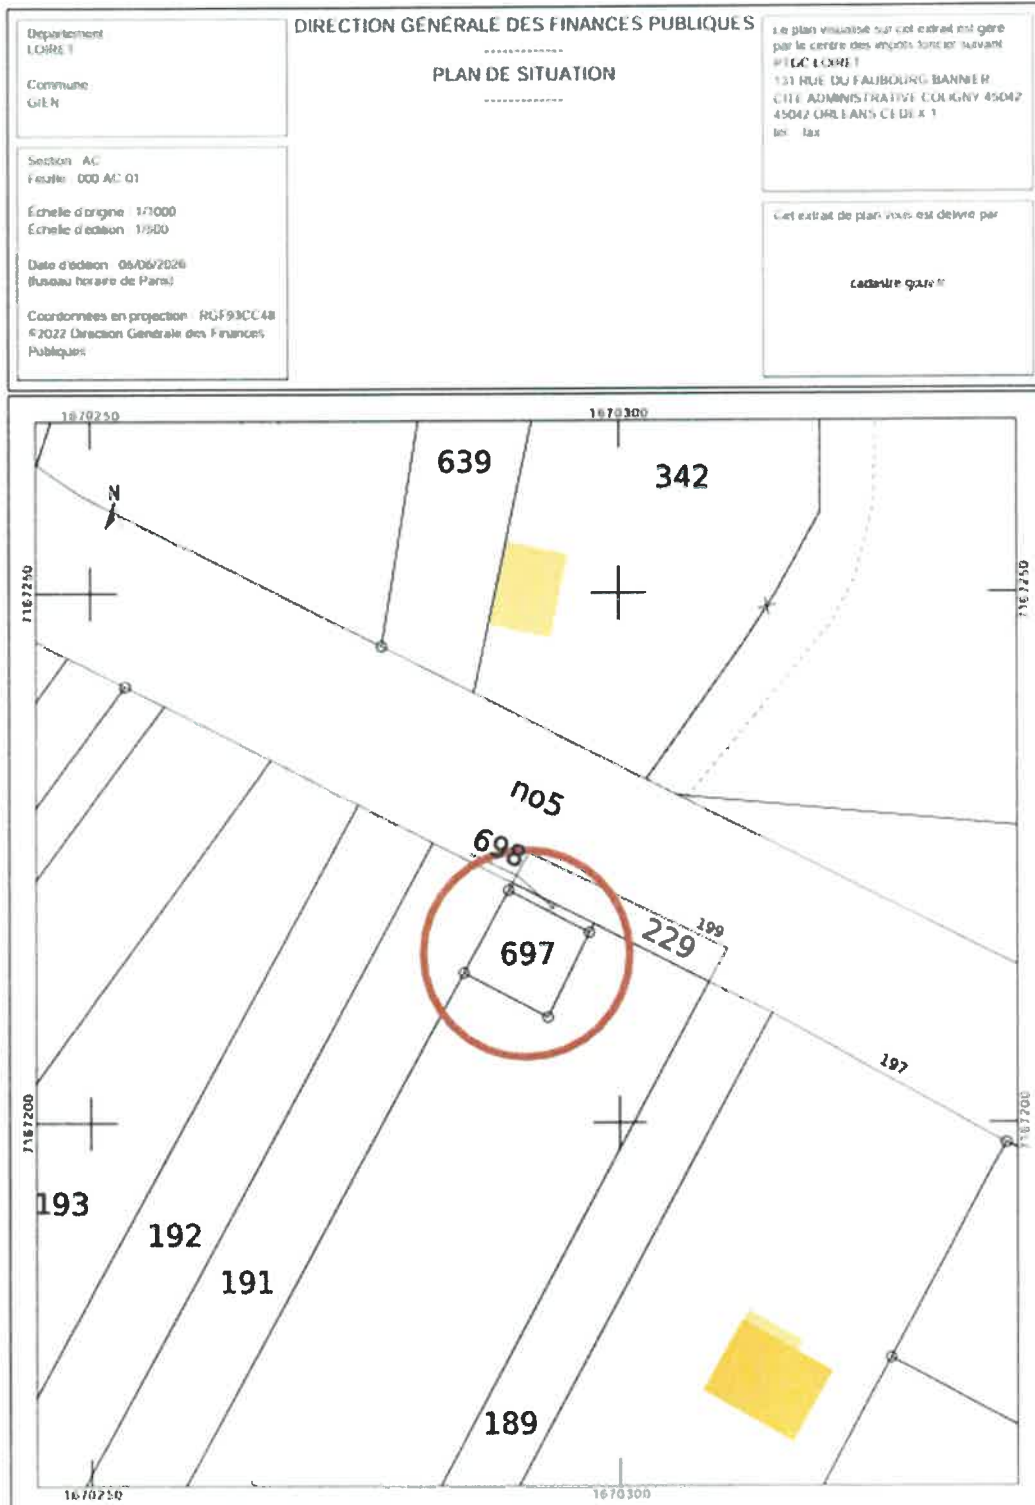 DIRECTION GÉNÉRALE DES FINANCES PUBLIQUES
PLAN DE SITUATION
Département
LOIRET
Commune
GIEN
Section AC
Feuille 000 AC 01
Échelle d'origine 1/1000
Échelle d'édition 1/500
Date d'édition 06/06/2026
(fuseau horaire de Paris)
Coordonnées en projection RGF93CC48
©2022 Direction Générale des Finances
Publiques
Le plan visualisé sur cet extrait est géré
par le centre des impôts foncier suivant
PTGC LOIRET
131 RUE DU FAUBOURG BANNIER
CITE ADMINISTRATIVE COLIGNY 45042
45042 ORLEANS CEDEX 1
tél fax
Cet extrait de plan vous est délivré par
cadastre.gouv.fr
1670250
1670300
639
342
N
7167250
7167250
no5
698
199
229
697
197
7167200
7167200
193
192
191
189
1670250
1670300